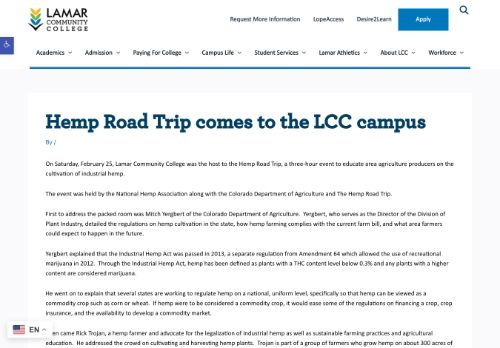 LAMAR
COMMUNITY
COLLEGE
Request More Information LopeAccess Desire2Learn Apply
Academics Admission Paying For College Campus Life Student Services Lamar Athletics About LCC Workforce
Hemp Road Trip comes to the LCC campus
By /
On Saturday, February 25, Lamar Community College was the host to the Hemp Road Trip, a three-hour event to educate area agriculture producers on the
cultivation of industrial hemp.
The event was held by the National Hemp Association along with the Colorado Department of Agriculture and The Hemp Road Trip.
First to address the packed room was Mitch Yergbert of the Colorado Department of Agriculture. Yergbert, who serves as the Director of the Division of
Plant Industry, detailed the regulations on hemp cultivation in the state, how hemp farming complies with the current farm bill, and what area farmers
could expect to happen in the future.
Yergbert explained that the Industrial Hemp Act was passed in 2013, a separate regulation from Amendment 64 which allowed the use of recreational
marijuana in 2012. Through the Industrial Hemp Act, hemp has been defined as plants with a THC content level below 0.3% and any plants with a higher
content are considered marijuana.
He went on to explain that several states are working to regulate hemp on a national, uniform level, specifically so that hemp can be viewed as a
commodity crop such as corn or wheat. If hemp were to be considered a commodity crop, it would ease some of the regulations on financing a crop, crop
insurance, and the availability to develop a commodity market.
en came Rick Trojan, a hemp farmer and advocate for the legalization of industrial hemp as well as sustainable farming practices and agricultural
EN
education. He addressed the crowd on cultivating and harvesting hemp plants. Trojan is part of a group of farmers who grow hemp on about 300 acres of